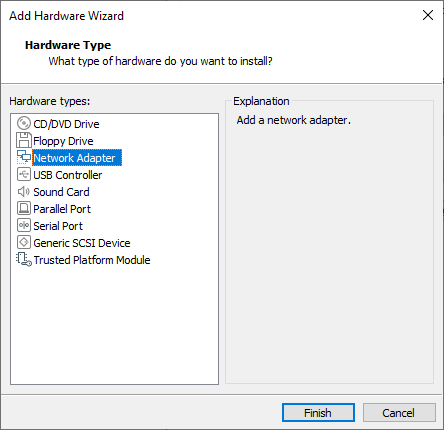 Add Hardware Wizard
Hardware Type
What type of hardware do you want to install?
Hardware types:
CD/DVD Drive
Floppy Drive
Network Adapter
USB Controller
Sound Card
Parallel Port
Serial Port
Generic SCSI Device
Trusted Platform Module
Explanation
Add a network adapter.
Finish
Cancel